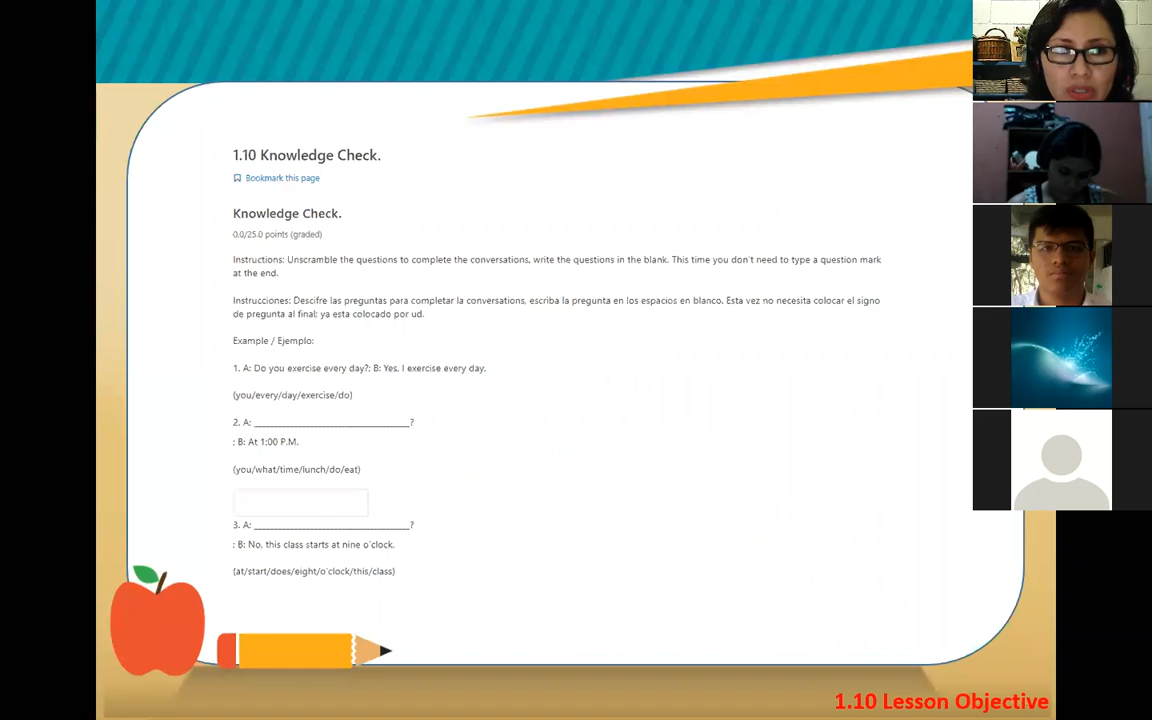 1.10 Knowledge Check.
Bookmark this page
Knowledge Check.
0.0/25.0 points (graded)
Instructions: Unscramble the questions to complete the conversations, write the questions in the blank. This time you don't need to type a question mark
at the end.
Instrucciones: Descifre las preguntas para completar la conversations, escriba la pregunta en los espacios en blanco. Esta vez no necesita colocar el signo
de pregunta al final; ya esta colocado por ud.
Example / Ejemplo:
1. A: Do you exercise every day?; B: Yes, I exercise every day.
(you/every/day/exercise/do)
2. A: ___________________________________?
; B: At 1:00 P.M.
(you/what/time/lunch/do/eat)
3. A: ___________________________________?
; B: No, this class starts at nine o'clock.
(at/start/does/eight/o'clock/this/class)
1.10 Lesson Objective